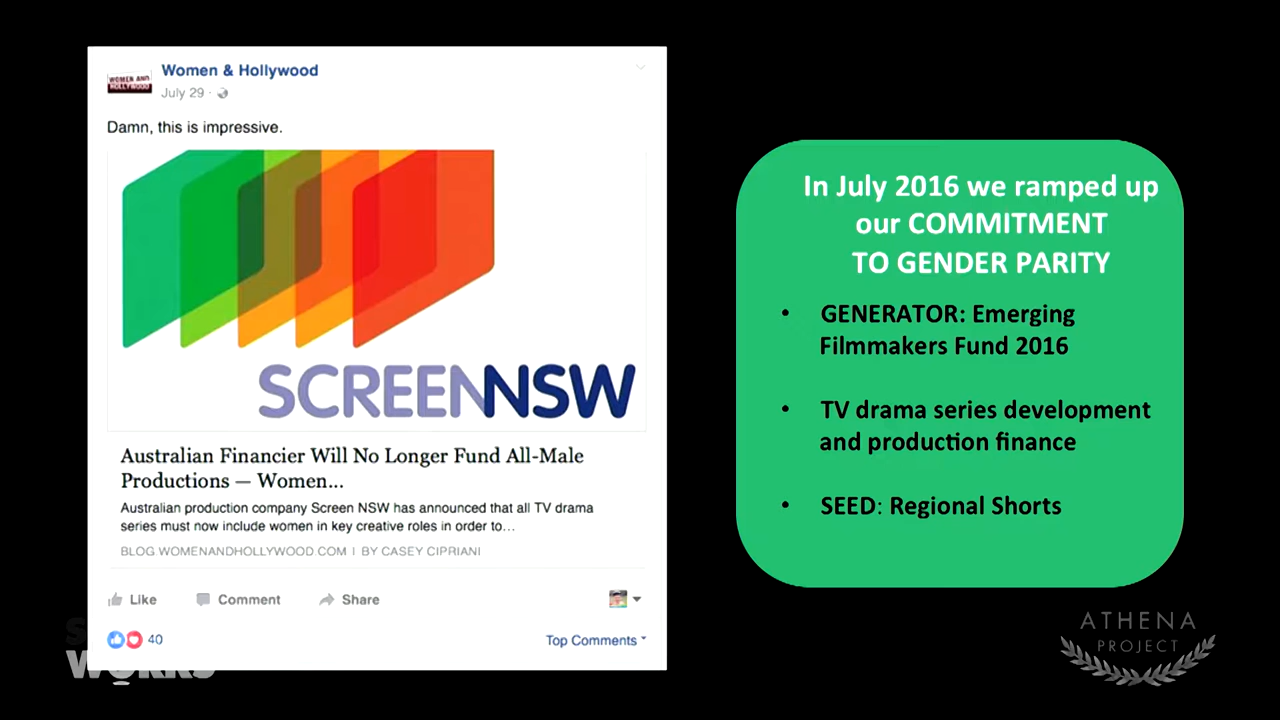 WOMEN AND
HOLLYWOOD
Women & Hollywood
July 29 ·
Damn, this is impressive.
SCREENNSW
Australian Financier Will No Longer Fund All-Male
Productions — Women...
Australian production company Screen NSW has announced that all TV drama
series must now include women in key creative roles in order to…
BLOG.WOMENANDHOLLYWOOD.COM | BY CASEY CIPRIANI
Like Comment Share
40 Top Comments
WORKS
In July 2016 we ramped up
our COMMITMENT
TO GENDER PARITY
• GENERATOR: Emerging
Filmmakers Fund 2016
• TV drama series development
and production finance
• SEED: Regional Shorts
ATHENA
PROJECT